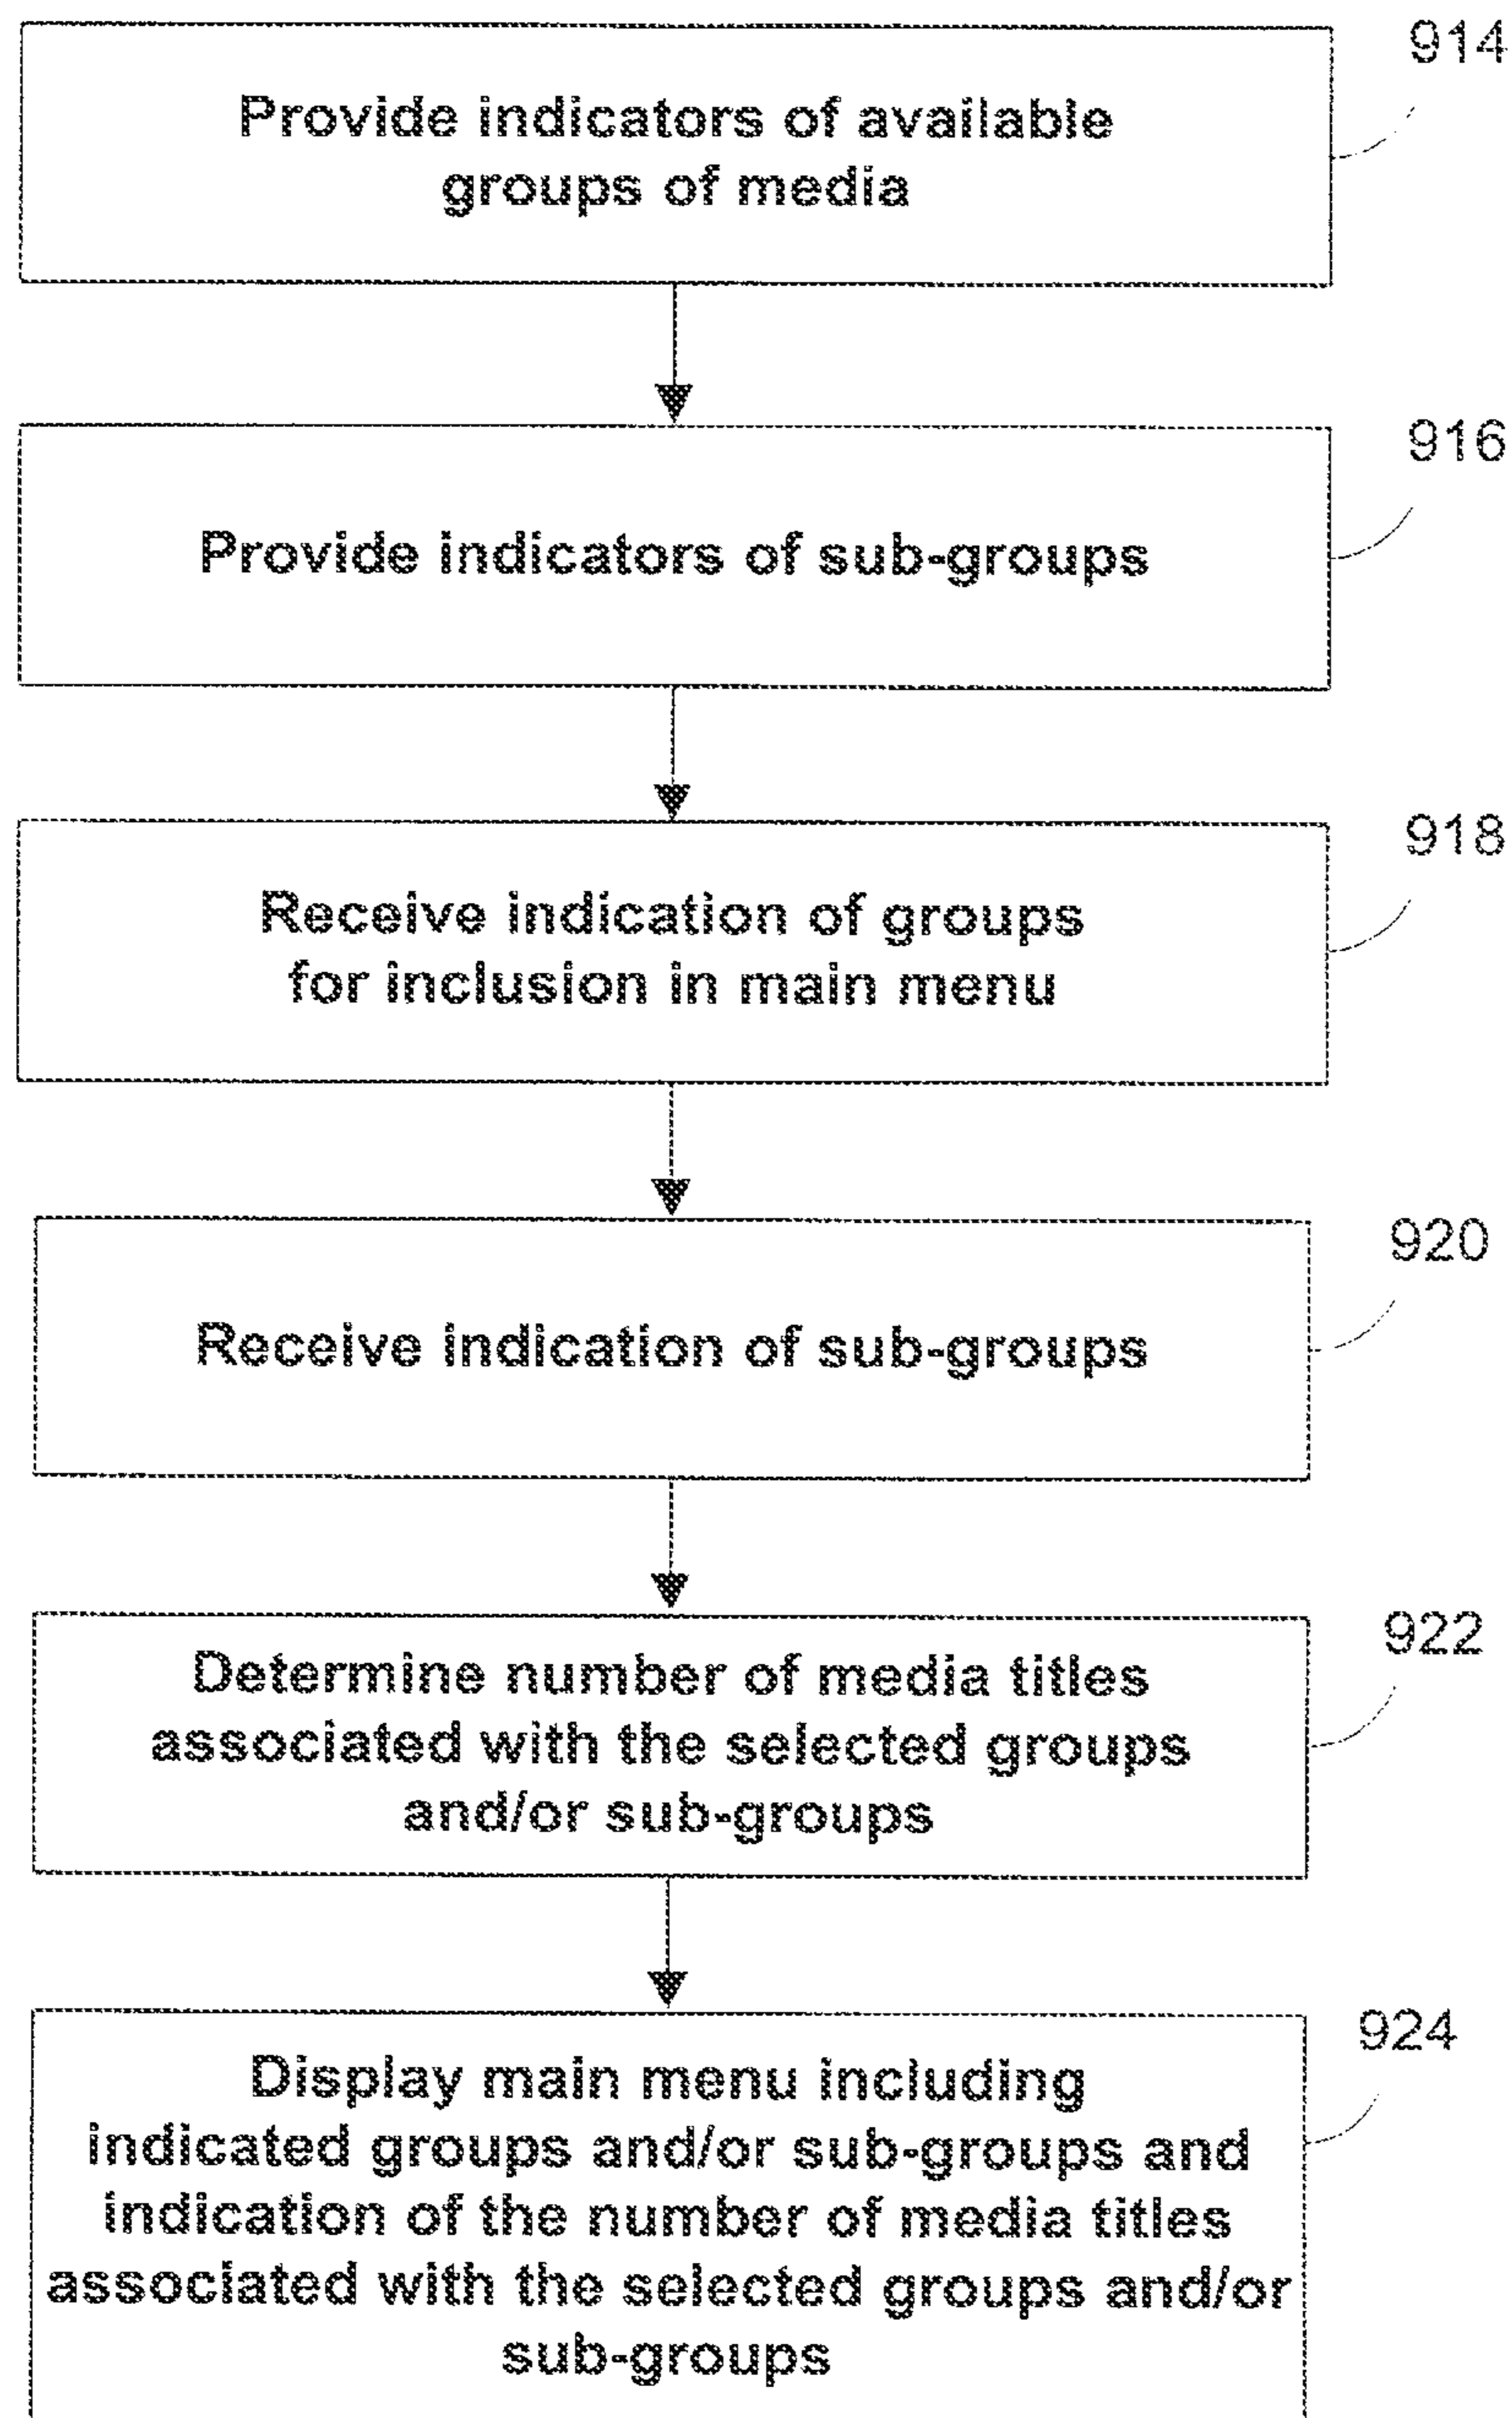 914
Provide indicators of available
groups of media
916
Provide indicators of sub-groups
918
Receive indication of groups
for inclusion in main menu
920
Receive indication of sub-groups
922
Determine number of media titles
associated with the selected groups
and/or sub-groups
924
Display main menu including
indicated groups and/or sub-groups and
indication of the number of media titles
associated with the selected groups and/or
sub-groups